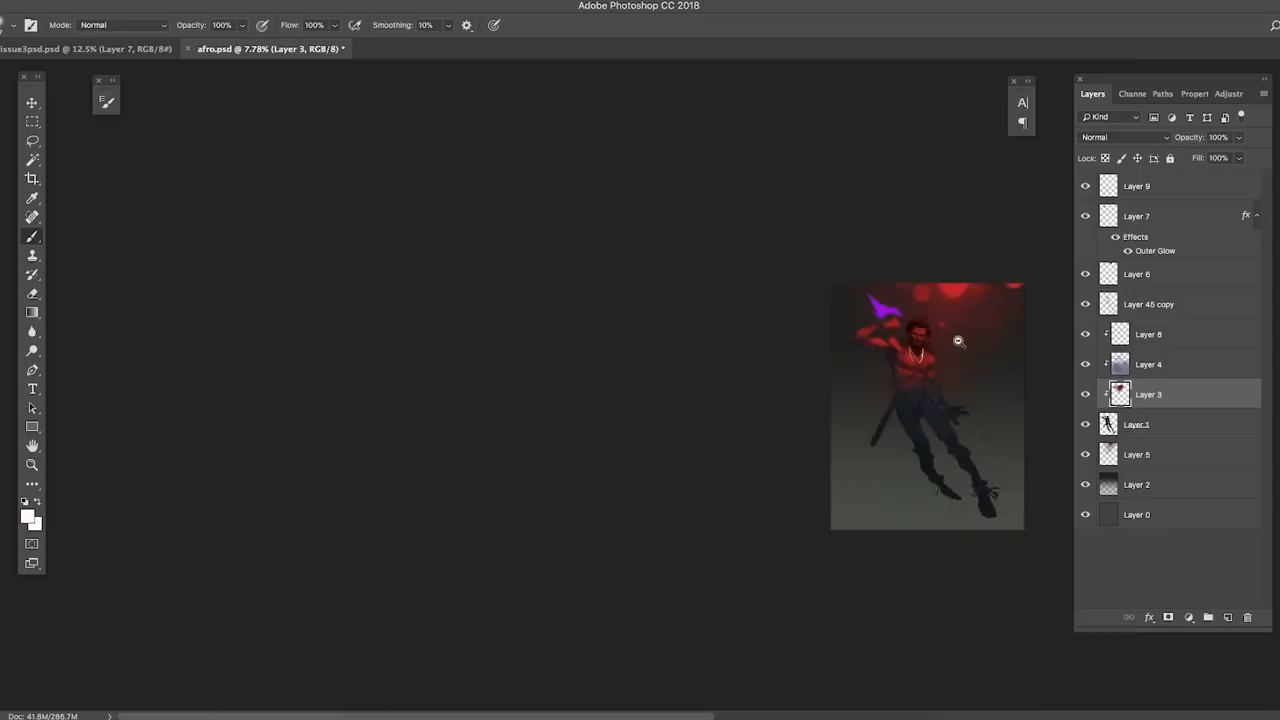 Adobe Photoshop CC 2018
Mode: Normal Opacity: 100% Flow: 100% Smoothing: 10%
issue3psd.psd @ 12.5% (Layer 7, RGB/8#) × afro.psd @ 7.78% (Layer 3, RGB/8) *
Layers Channe Paths Propert Adjustr
Kind
Normal Opacity: 100%
Lock: Fill: 100%
Layer 9
Layer 7 fx
Effects
Outer Glow
Layer 6
Layer 45 copy
Layer 8
Layer 4
Layer 3
Layer 1
Layer 5
Layer 2
Layer 0
fx
Doc: 41.8M/286.7M